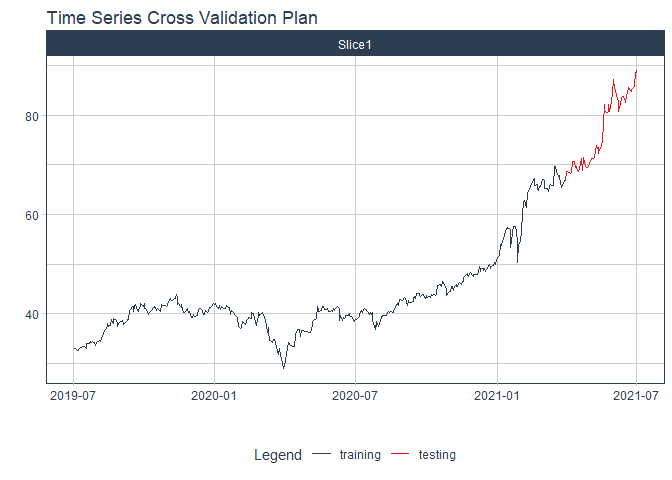 Time Series Cross Validation Plan
Slice1
80
60
40
2019-07 2020-01 2020-07 2021-01 2021-07
Legend training testing